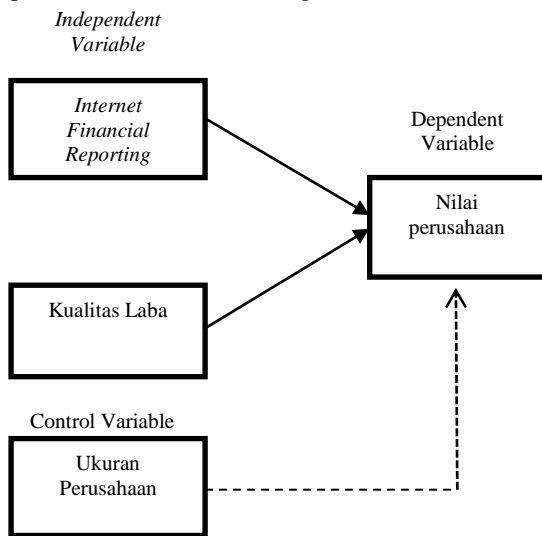 Independent
Variable
Internet
Financial
Reporting
Dependent
Variable
Nilai
perusahaan
Kualitas Laba
Control Variable
Ukuran
Perusahaan